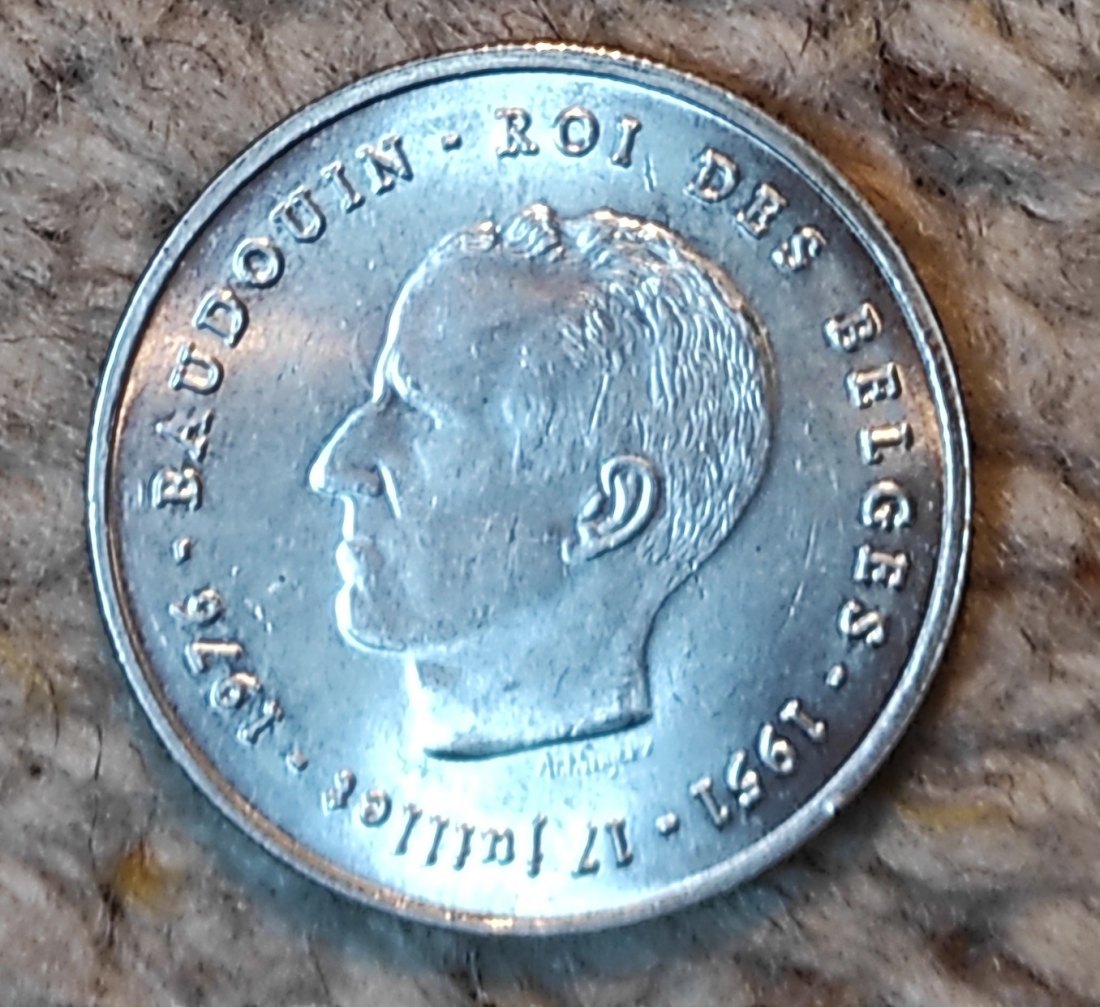 BAUDOUIN - ROI DES BELGES - 1951 - 17 juillet - 1976 -